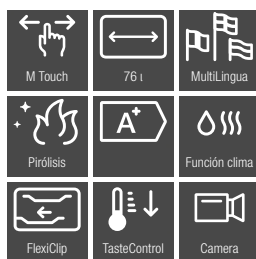 M Touch
76 l
MultiLingua
Pirólisis
A+
Función clima
FlexiClip
TasteControl
Camera